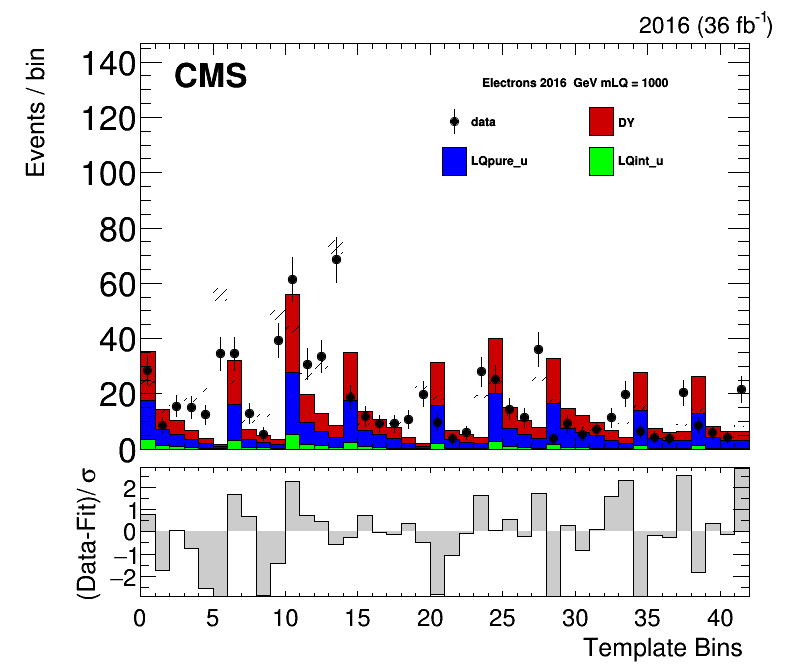 2016 (36 fb-1)
CMS
Electrons 2016 GeV mLQ = 1000
data
DY
LQpure_u
LQint_u
Events / bin
140
120
100
80
60
40
20
0
(Data-Fit)/ σ
2
1
0
−1
−2
0 5 10 15 20 25 30 35 40
Template Bins